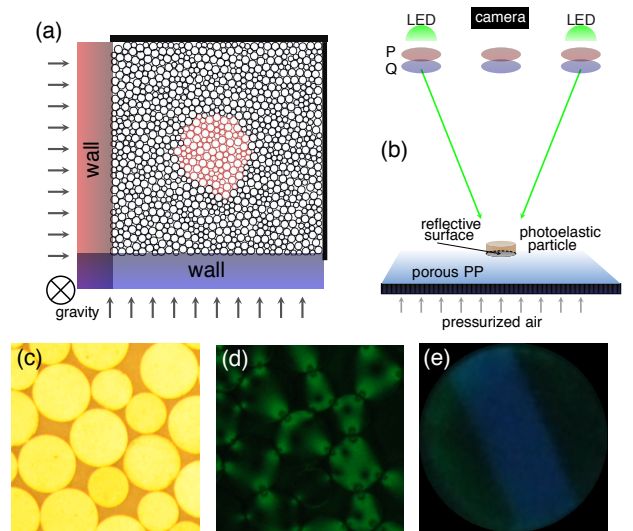 (a)
wall
wall
gravity
LED
camera
LED
P
Q
(b)
reflective
surface
photoelastic
particle
porous PP
pressurized air
(c)
(d)
(e)